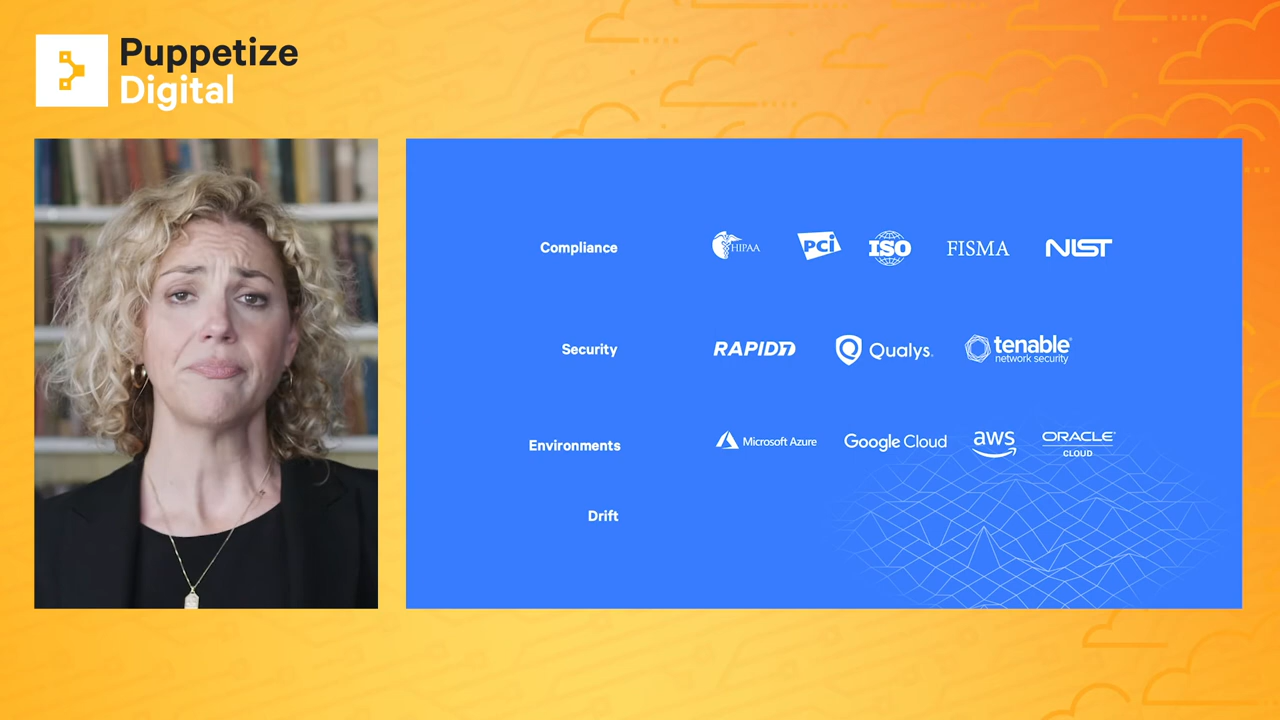 Puppetize
Digital
Compliance
HIPAA
PCi
ISO
FISMA
NIST
Security
RAPID7
Qualys.
tenable
network security
Environments
Microsoft Azure
Google Cloud
aws
ORACLE
CLOUD
Drift